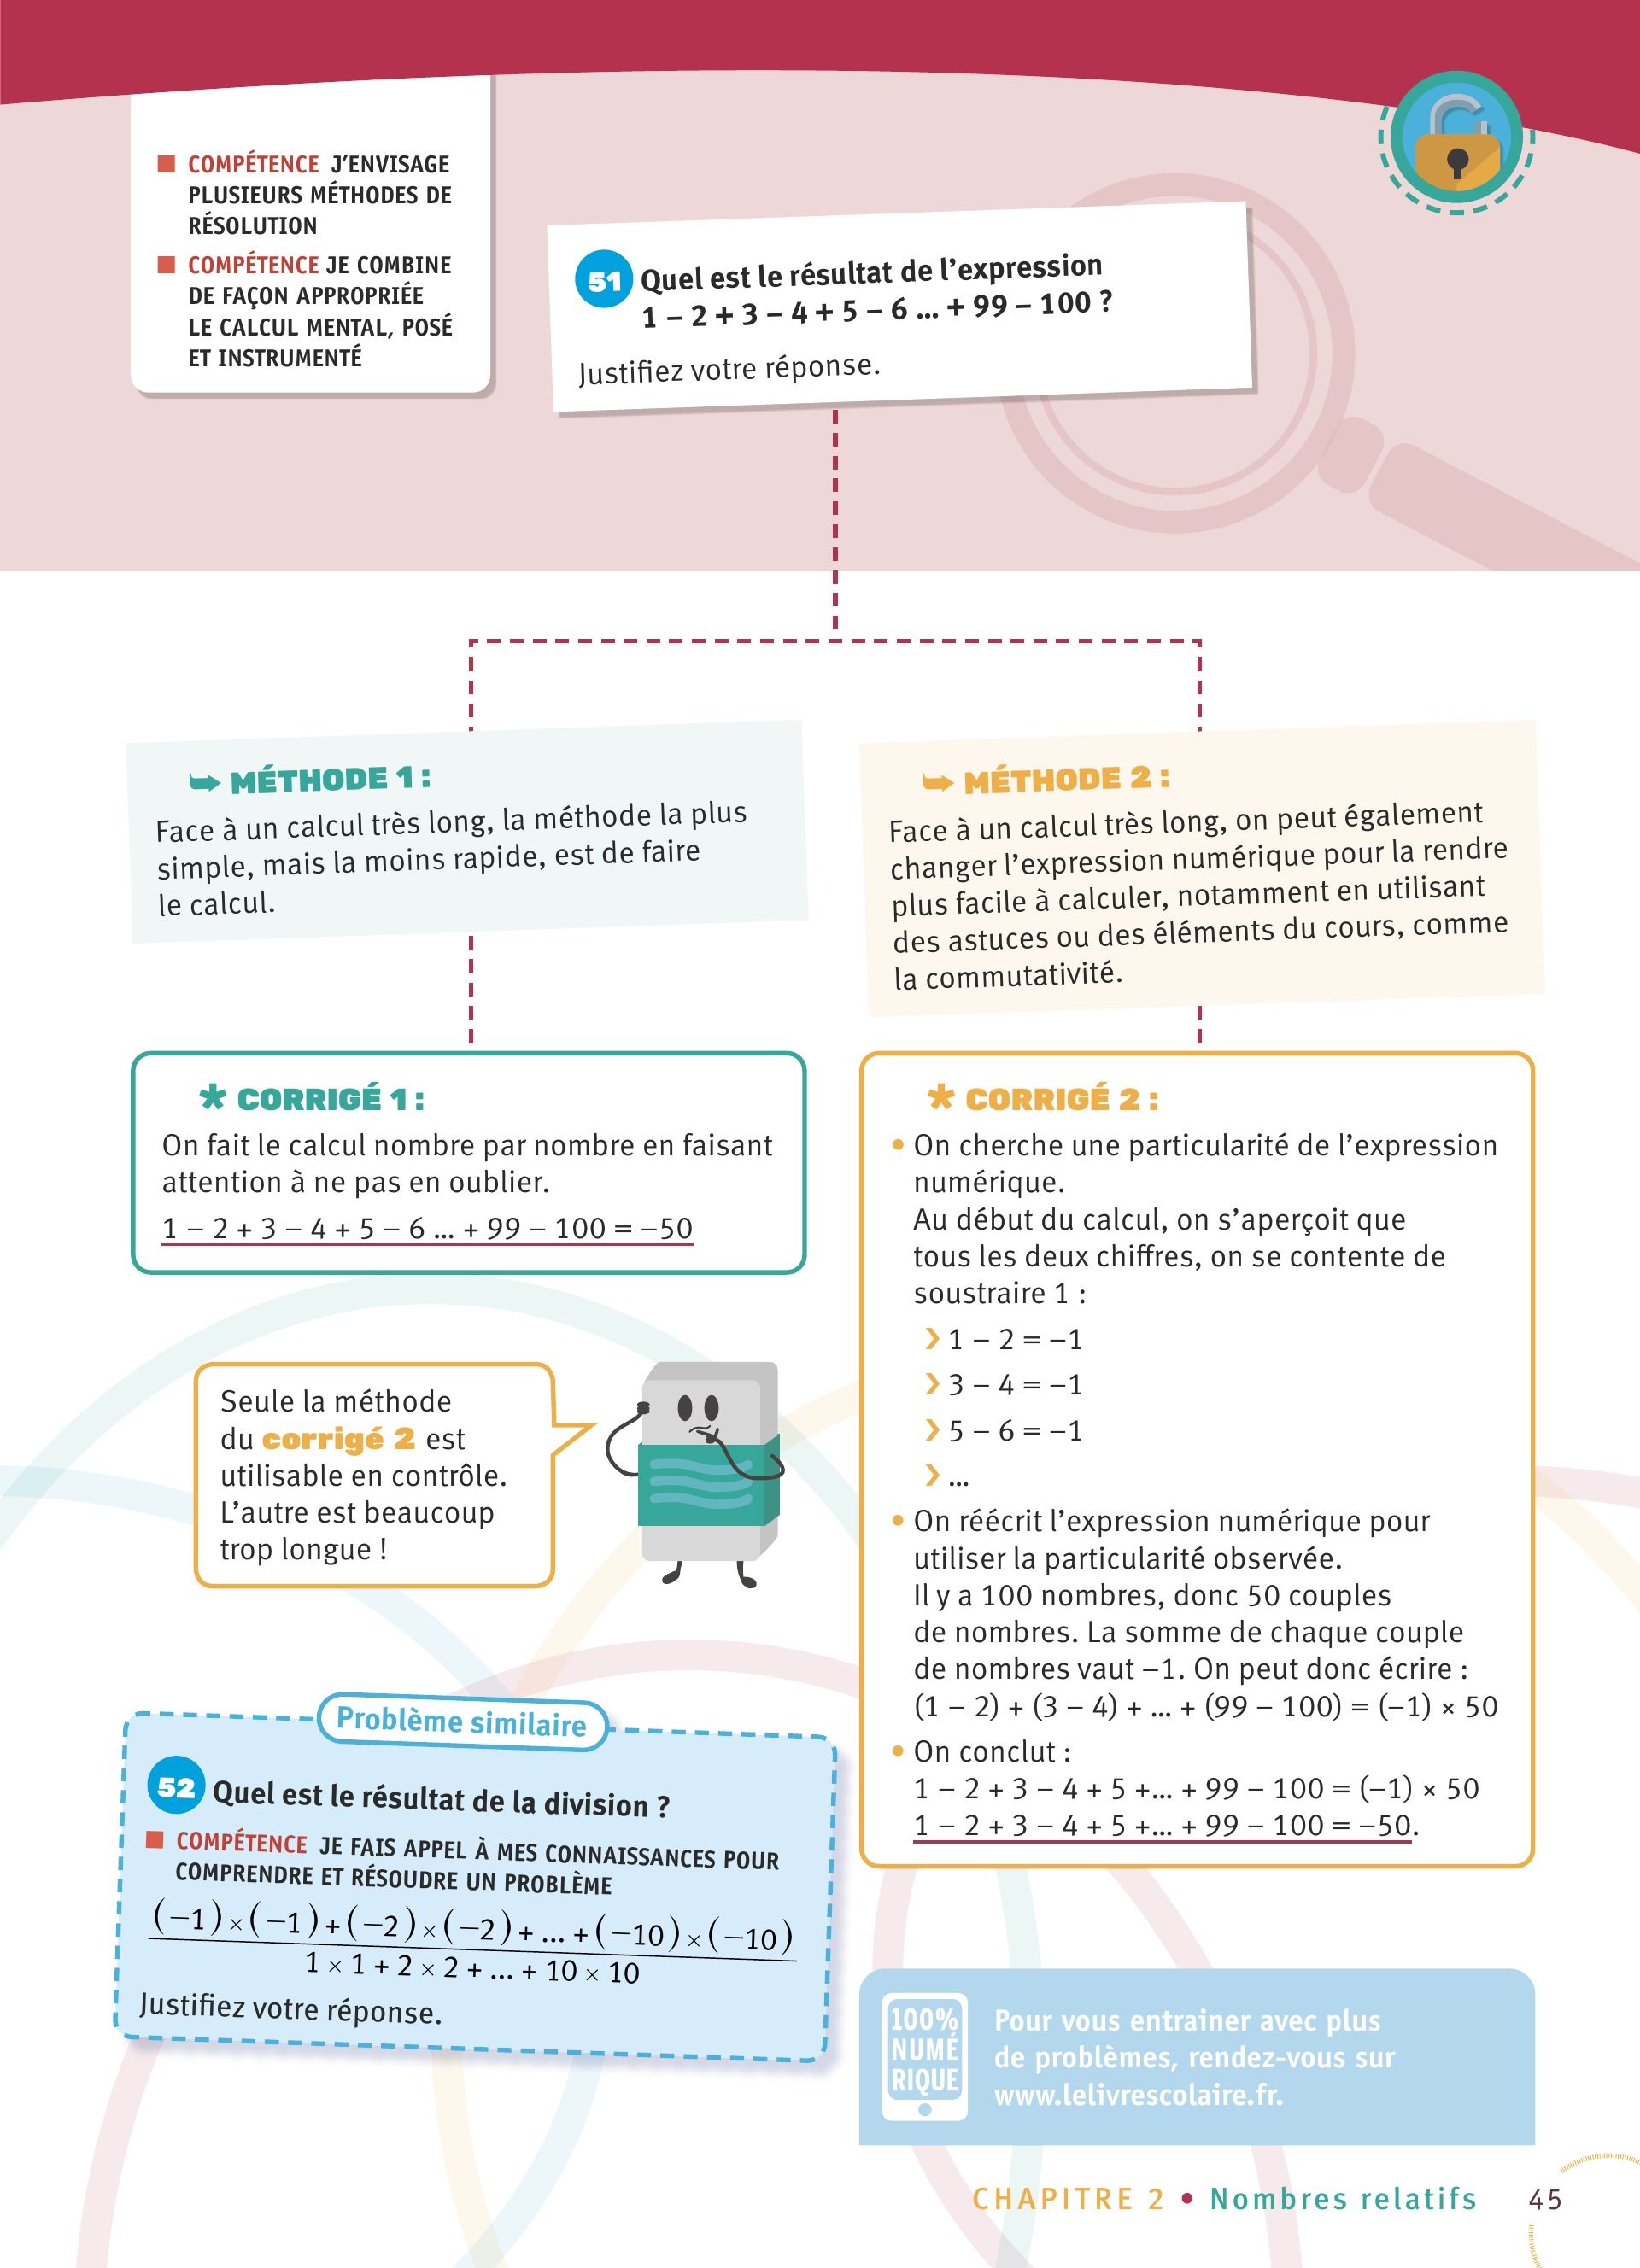 COMPÉTENCE J'ENVISAGE
PLUSIEURS MÉTHODES DE
RÉSOLUTION
COMPÉTENCE JE COMBINE
DE FAÇON APPROPRIÉE
LE CALCUL MENTAL, POSÉ
ET INSTRUMENTÉ
51 Quel est le résultat de l'expression
1 – 2 + 3 – 4 + 5 – 6 … + 99 – 100 ?
Justifiez votre réponse.
MÉTHODE 1 :
Face à un calcul très long, la méthode la plus
simple, mais la moins rapide, est de faire
le calcul.
MÉTHODE 2 :
Face à un calcul très long, on peut également
changer l'expression numérique pour la rendre
plus facile à calculer, notamment en utilisant
des astuces ou des éléments du cours, comme
la commutativité.
* CORRIGÉ 1 :
On fait le calcul nombre par nombre en faisant
attention à ne pas en oublier.
1 – 2 + 3 – 4 + 5 – 6 … + 99 – 100 = –50
Seule la méthode
du corrigé 2 est
utilisable en contrôle.
L'autre est beaucoup
trop longue !
* CORRIGÉ 2 :
• On cherche une particularité de l'expression
numérique.
Au début du calcul, on s'aperçoit que
tous les deux chiffres, on se contente de
soustraire 1 :
❯ 1 – 2 = –1
❯ 3 – 4 = –1
❯ 5 – 6 = –1
❯ …
• On réécrit l'expression numérique pour
utiliser la particularité observée.
Il y a 100 nombres, donc 50 couples
de nombres. La somme de chaque couple
de nombres vaut –1. On peut donc écrire :
(1 – 2) + (3 – 4) + … + (99 – 100) = (–1) × 50
• On conclut :
1 – 2 + 3 – 4 + 5 +… + 99 – 100 = (–1) × 50
1 – 2 + 3 – 4 + 5 +… + 99 – 100 = –50.
Problème similaire
52 Quel est le résultat de la division ?
COMPÉTENCE JE FAIS APPEL À MES CONNAISSANCES POUR
COMPRENDRE ET RÉSOUDRE UN PROBLÈME
(–1)×(–1)+(–2)×(–2)+ … +(–10)×(–10)
1 × 1 + 2 × 2 + … + 10 × 10
Justifiez votre réponse.
100%
NUMÉ
RIQUE
Pour vous entrainer avec plus
de problèmes, rendez-vous sur
www.lelivrescolaire.fr.
CHAPITRE 2 • Nombres relatifs 45